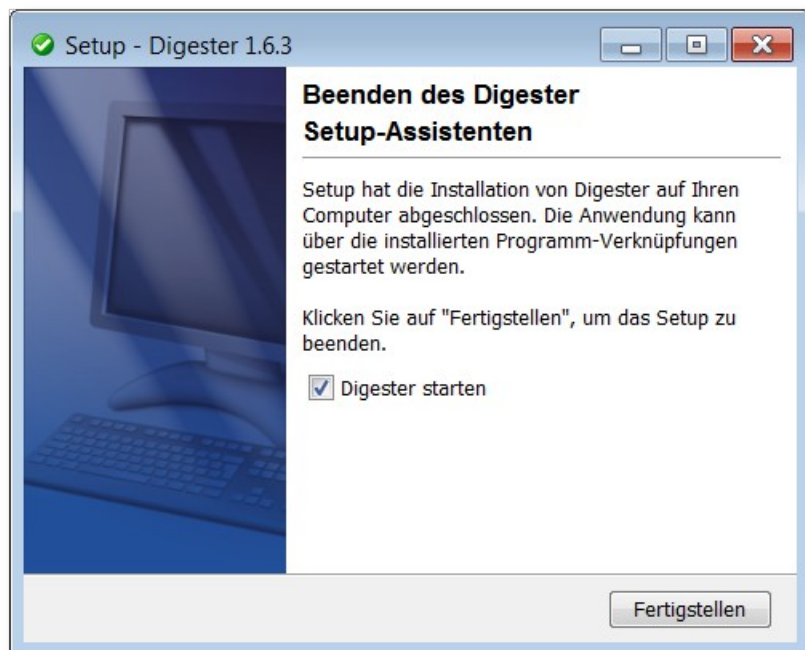 Setup - Digester 1.6.3
Beenden des Digester
Setup-Assistenten
Setup hat die Installation von Digester auf Ihren
Computer abgeschlossen. Die Anwendung kann
über die installierten Programm-Verknüpfungen
gestartet werden.
Klicken Sie auf "Fertigstellen", um das Setup zu
beenden.
Digester starten
Fertigstellen